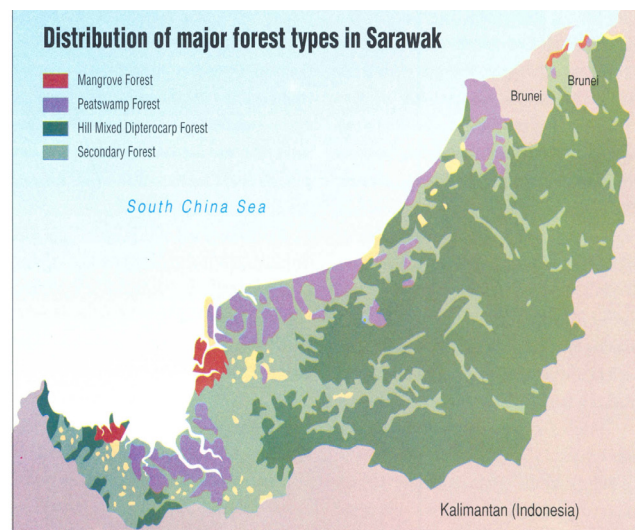 Distribution of major forest types in Sarawak
Mangrove Forest
Peatswamp Forest
Hill Mixed Dipterocarp Forest
Secondary Forest
South China Sea
Brunei
Brunei
Kalimantan (Indonesia)